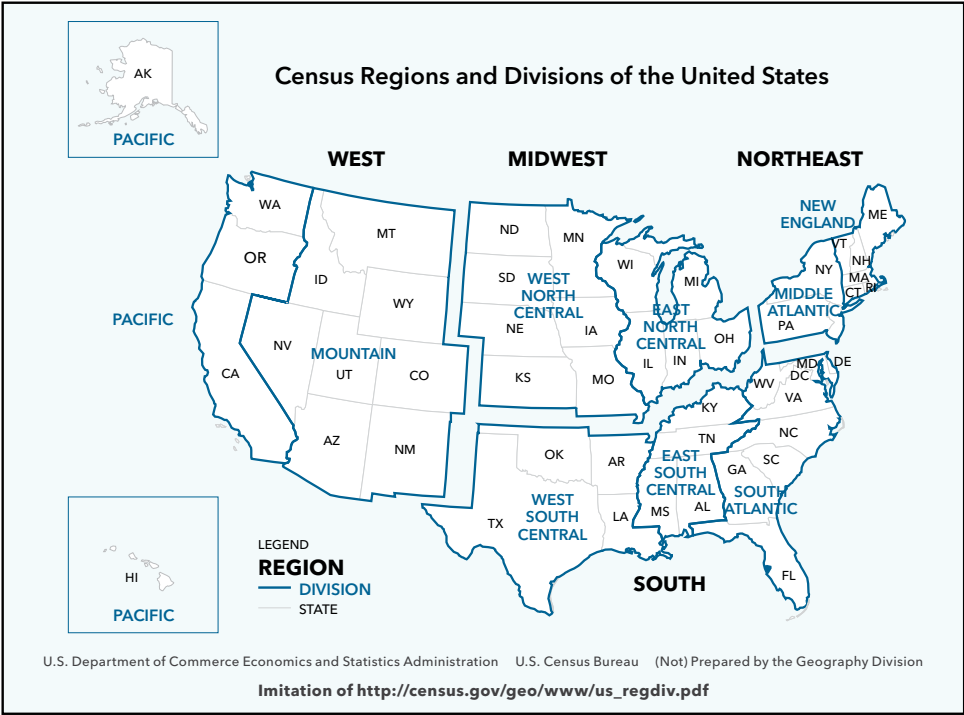 AK
PACIFIC
Census Regions and Divisions of the United States
WEST
MIDWEST
NORTHEAST
WA
OR
CA
PACIFIC
MT
ID
WY
NV
MOUNTAIN
UT
CO
AZ
NM
ND
MN
SD
WEST
NORTH
CENTRAL
NE
IA
KS
MO
WI
MI
EAST
NORTH
CENTRAL
IL
IN
OH
NEW
ENGLAND
ME
VT
NH
MA
CT
RI
NY
MIDDLE
ATLANTIC
PA
OK
AR
WEST
SOUTH
CENTRAL
TX
LA
KY
TN
EAST
SOUTH
CENTRAL
MS
AL
MD
DE
DC
WV
VA
NC
SC
GA
SOUTH
ATLANTIC
FL
SOUTH
HI
PACIFIC
LEGEND
REGION
DIVISION
STATE
U.S. Department of Commerce Economics and Statistics Administration U.S. Census Bureau (Not) Prepared by the Geography Division
Imitation of http://census.gov/geo/www/us_regdiv.pdf